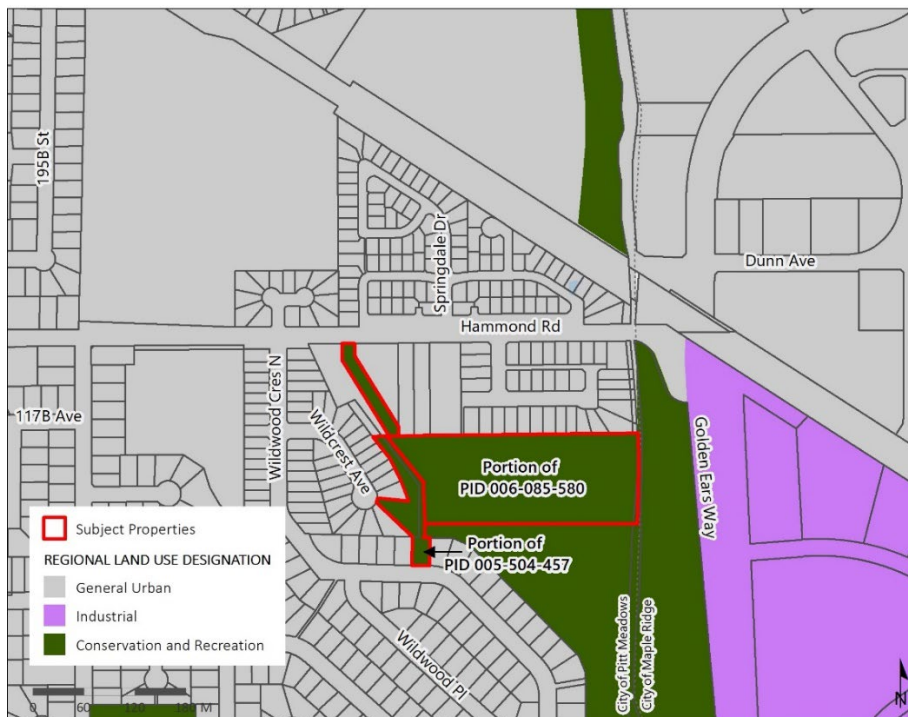 195B St
Springdale Dr
Dunn Ave
Hammond Rd
117B Ave
Wildwood Cres N
Wildcrest Ave
Golden Ears Way
Portion of
PID 006-085-580
Portion of
PID 005-504-457
Wildwood Pl
City of Pitt Meadows
City of Maple Ridge
Subject Properties
REGIONAL LAND USE DESIGNATION
General Urban
Industrial
Conservation and Recreation
0 60 120 180 M
N